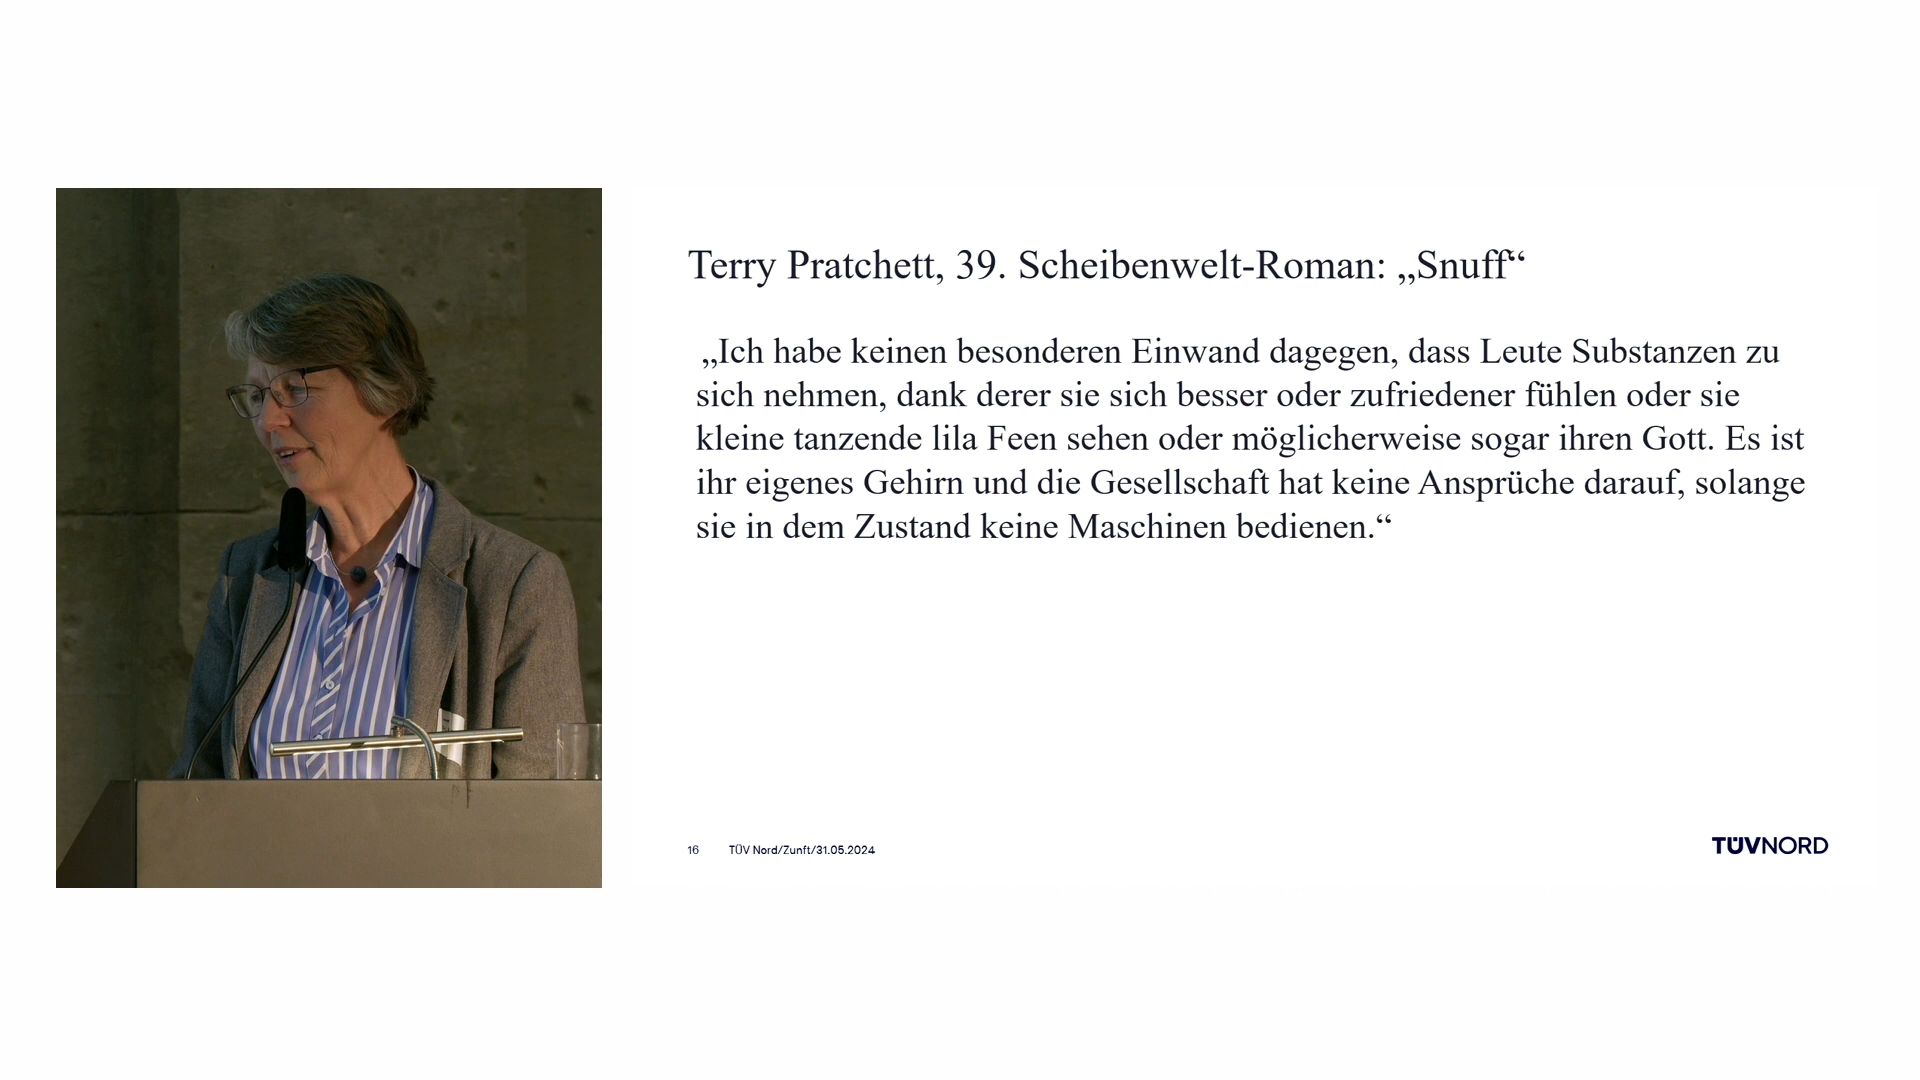 Terry Pratchett, 39. Scheibenwelt-Roman: „Snuff“
„Ich habe keinen besonderen Einwand dagegen, dass Leute Substanzen zu
sich nehmen, dank derer sie sich besser oder zufriedener fühlen oder sie
kleine tanzende lila Feen sehen oder möglicherweise sogar ihren Gott. Es ist
ihr eigenes Gehirn und die Gesellschaft hat keine Ansprüche darauf, solange
sie in dem Zustand keine Maschinen bedienen.“
16 TÜV Nord/Zunft/31.05.2024
TÜVNORD